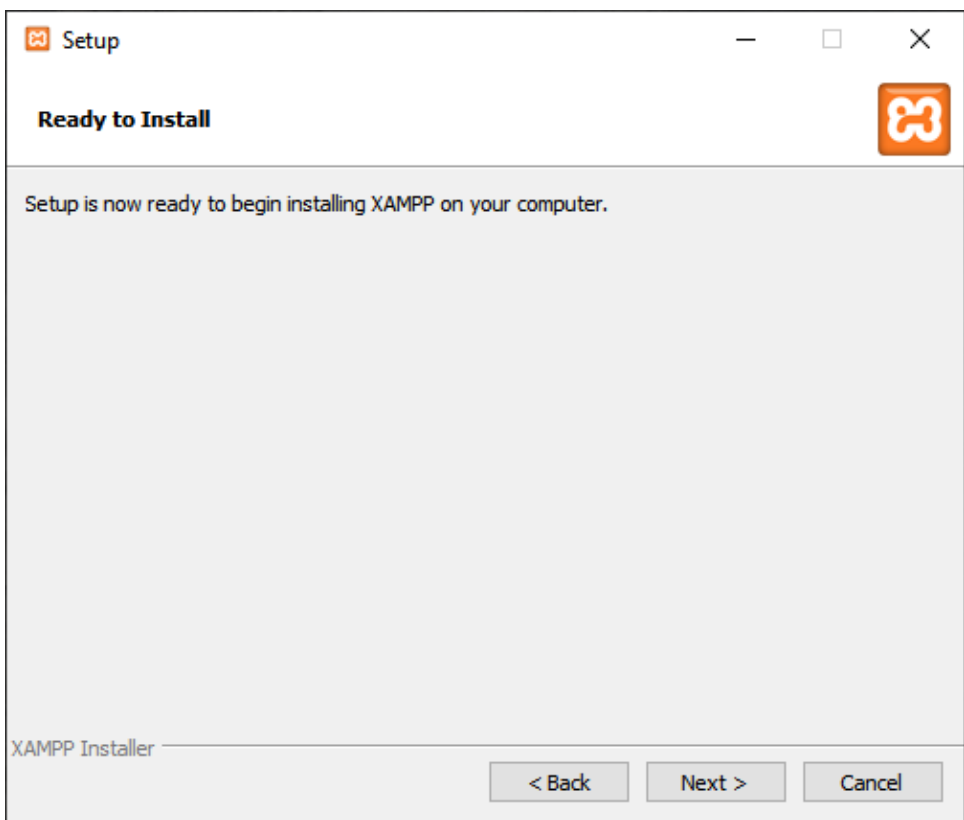 Setup
Ready to Install
Setup is now ready to begin installing XAMPP on your computer.
XAMPP Installer
< Back Next > Cancel